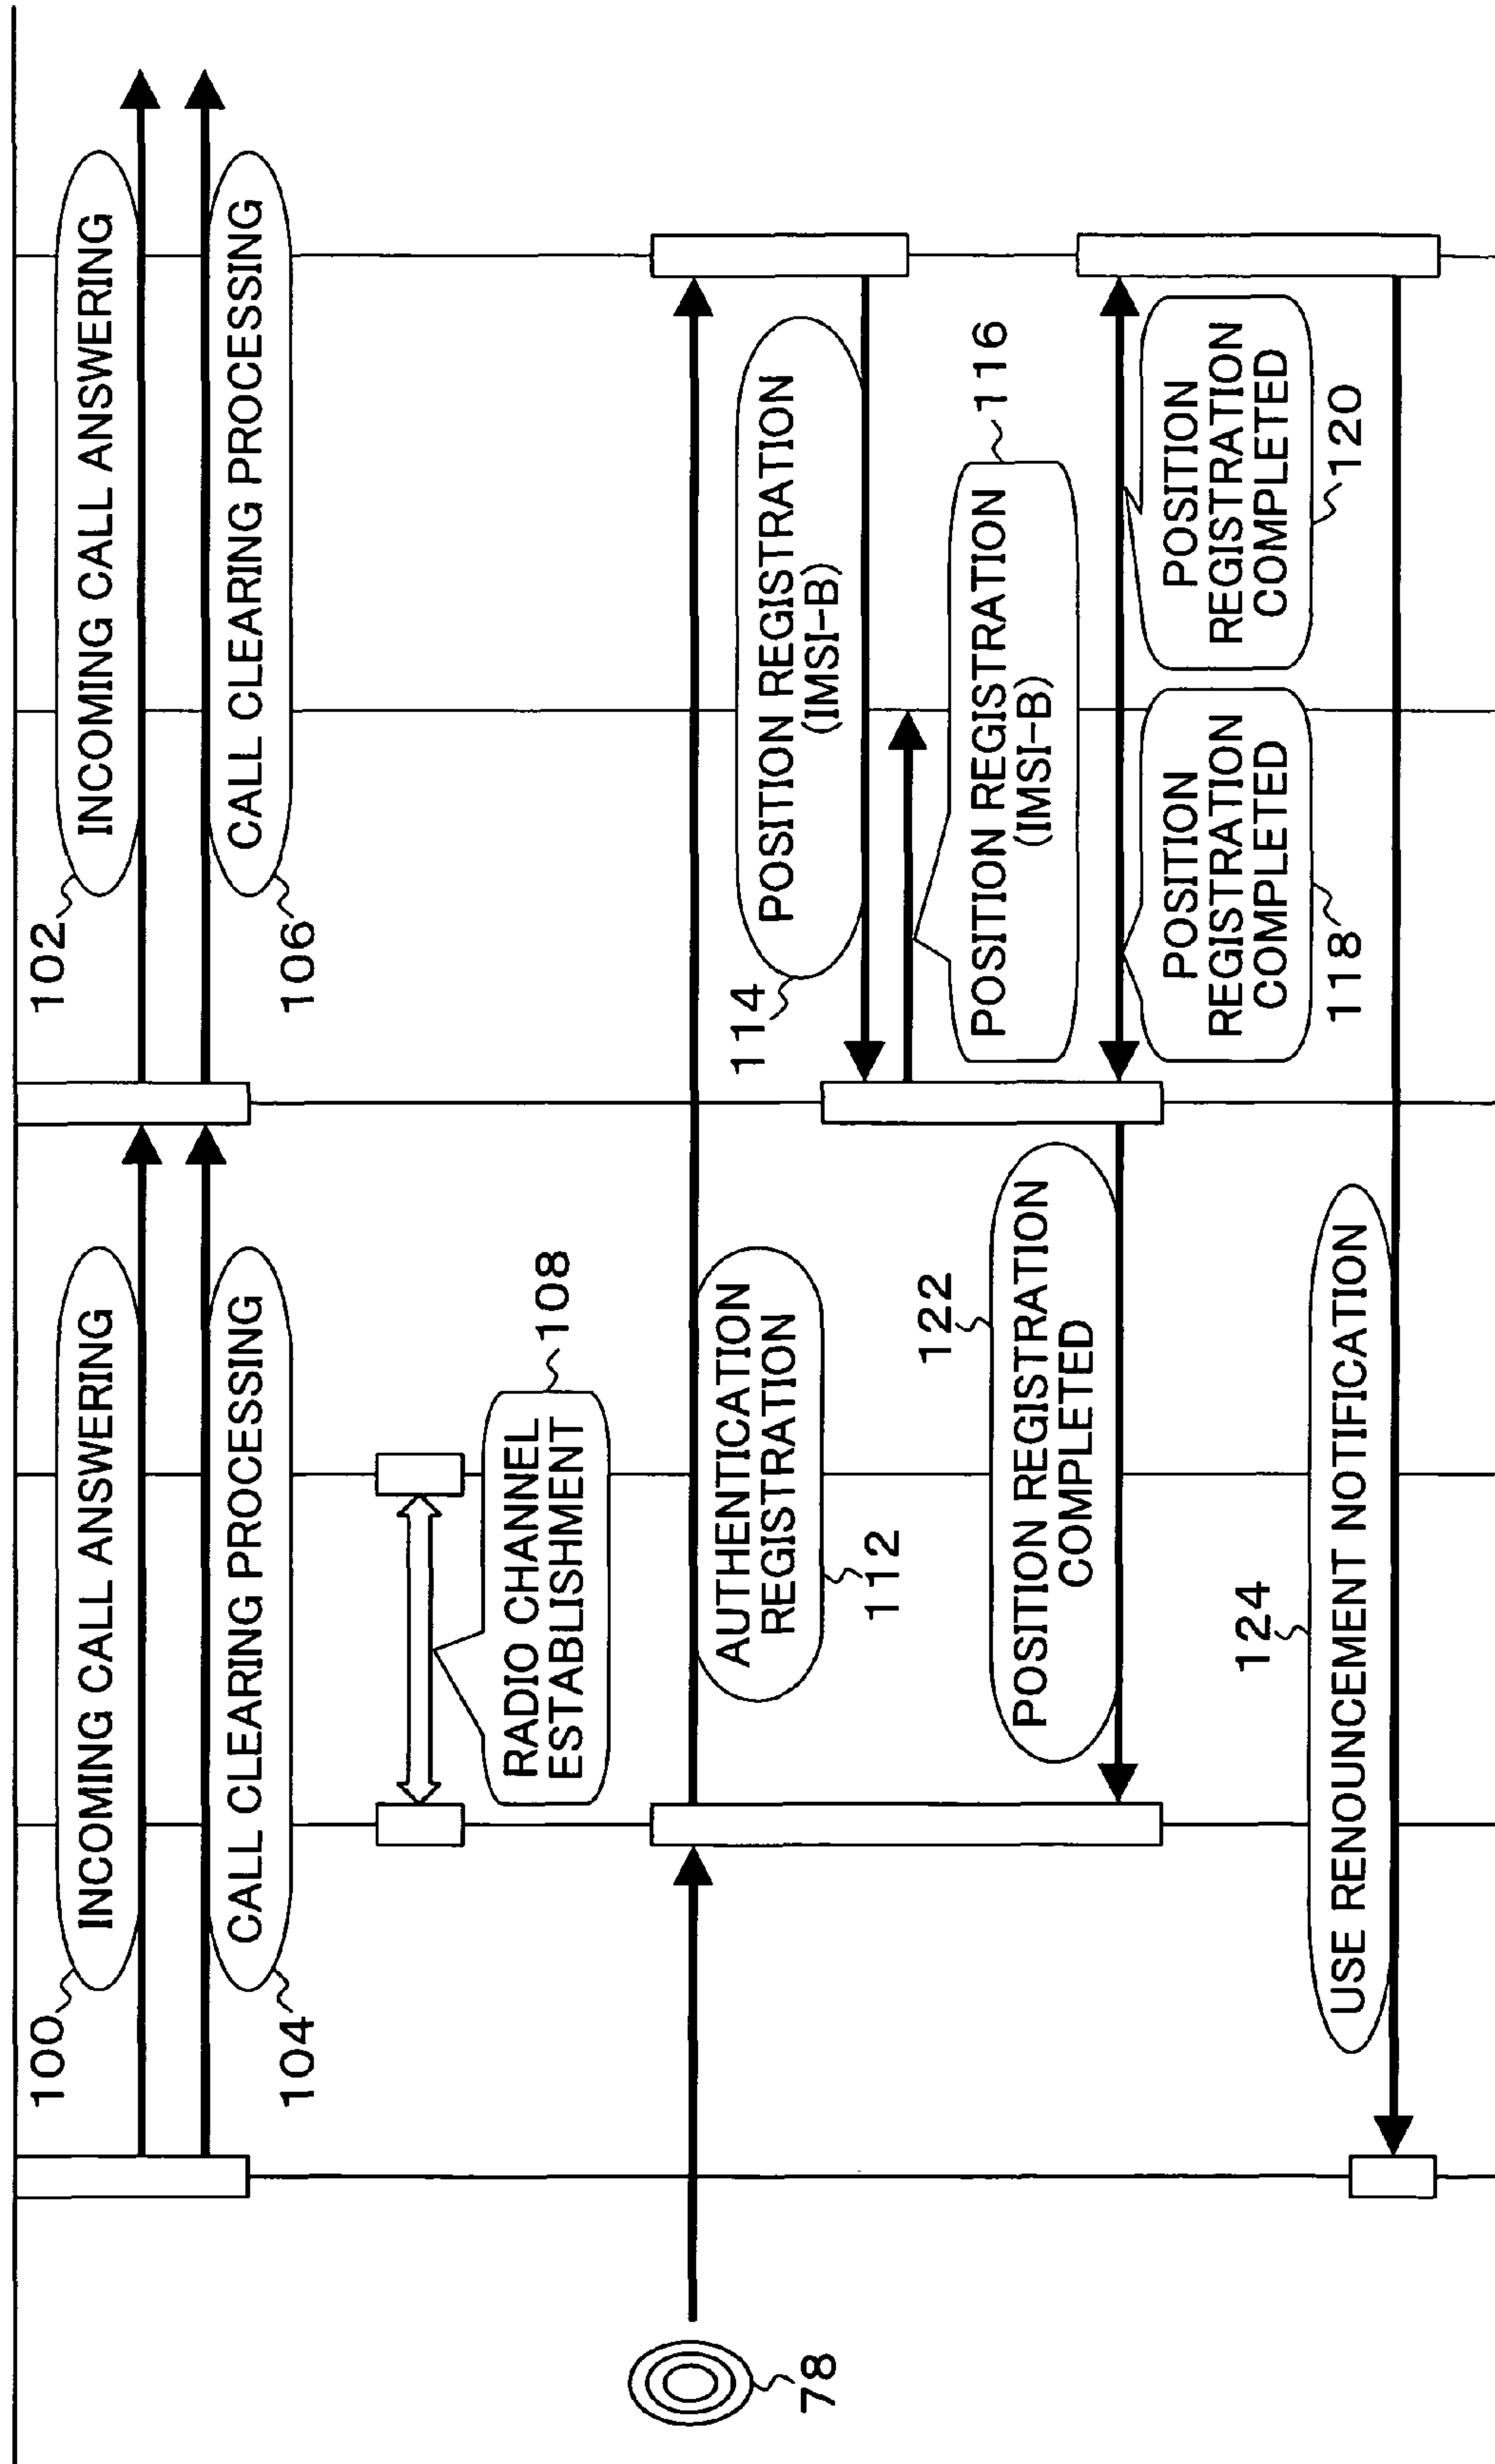 100
INCOMING CALL ANSWERING
102
INCOMING CALL ANSWERING
104
CALL CLEARING PROCESSING
106
CALL CLEARING PROCESSING
RADIO CHANNEL
ESTABLISHMENT
108
78
AUTHENTICATION
REGISTRATION
112
114
POSITION REGISTRATION
(IMSI-B)
POSITION REGISTRATION
(IMSI-B)
116
122
POSITION REGISTRATION
COMPLETED
POSITION
REGISTRATION
COMPLETED
118
POSITION
REGISTRATION
COMPLETED
120
124
USE RENOUNCEMENT NOTIFICATION